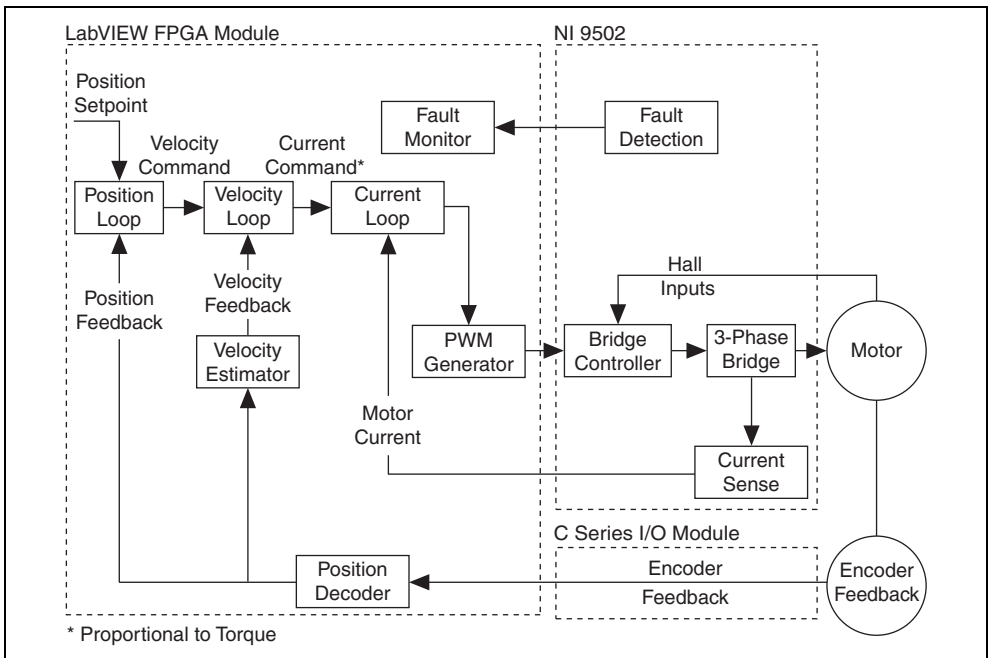 LabVIEW FPGA Module
NI 9502
Position
Setpoint
Fault
Monitor
Fault
Detection
Velocity
Command
Current
Command*
Position
Loop
Velocity
Loop
Current
Loop
Hall
Inputs
Position
Feedback
Velocity
Feedback
Velocity
Estimator
PWM
Generator
Bridge
Controller
3-Phase
Bridge
Motor
Motor
Current
Current
Sense
C Series I/O Module
Position
Decoder
Encoder
Feedback
Encoder
Feedback
* Proportional to Torque